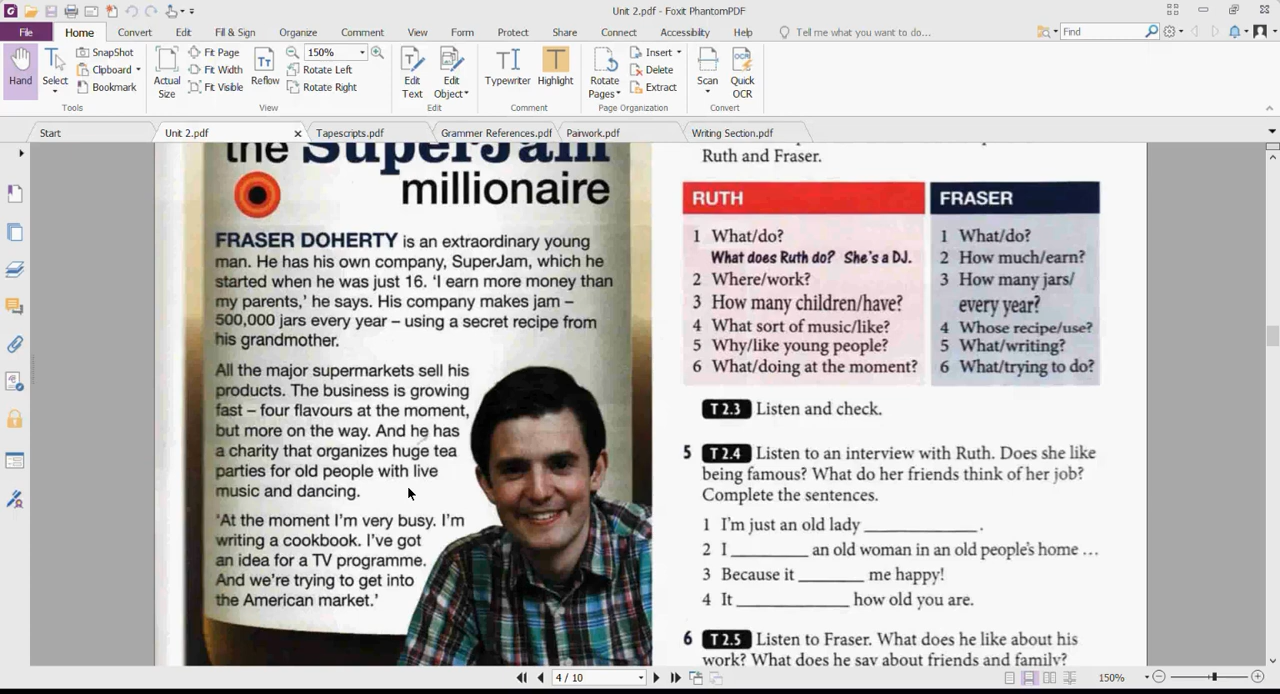 Unit 2.pdf - Foxit PhantomPDF
File Home Convert Edit Fill & Sign Organize Comment View Form Protect Share Connect Accessibility Help Tell me what you want to do... Find
Hand
Select
SnapShot
Clipboard
Bookmark
Tools
Actual Size
Fit Page
Fit Width
Fit Visible
Reflow
150%
Rotate Left
Rotate Right
View
Edit Text
Edit Object
Edit
Typewriter
Highlight
Comment
Rotate Pages
Insert
Delete
Extract
Page Organization
Scan
Quick OCR
Convert
Start Unit 2.pdf Tapescripts.pdf Grammer References.pdf Pairwork.pdf Writing Section.pdf
the SuperJam
millionaire
FRASER DOHERTY is an extraordinary young
man. He has his own company, SuperJam, which he
started when he was just 16. 'I earn more money than
my parents,' he says. His company makes jam –
500,000 jars every year – using a secret recipe from
his grandmother.
All the major supermarkets sell his
products. The business is growing
fast – four flavours at the moment,
but more on the way. And he has
a charity that organizes huge tea
parties for old people with live
music and dancing.
'At the moment I'm very busy. I'm
writing a cookbook. I've got
an idea for a TV programme.
And we're trying to get into
the American market.'
Ruth and Fraser.
RUTH
1 What/do?
What does Ruth do? She's a DJ.
2 Where/work?
3 How many children/have?
4 What sort of music/like?
5 Why/like young people?
6 What/doing at the moment?
FRASER
1 What/do?
2 How much/earn?
3 How many jars/
every year?
4 Whose recipe/use?
5 What/writing?
6 What/trying to do?
T 2.3 Listen and check.
5 T 2.4 Listen to an interview with Ruth. Does she like
being famous? What do her friends think of her job?
Complete the sentences.
1 I'm just an old lady ____________ .
2 I ________ an old woman in an old people's home ...
3 Because it _______ me happy!
4 It ____________ how old you are.
6 T 2.5 Listen to Fraser. What does he like about his
work? What does he say about friends and family?
4 / 10
150%